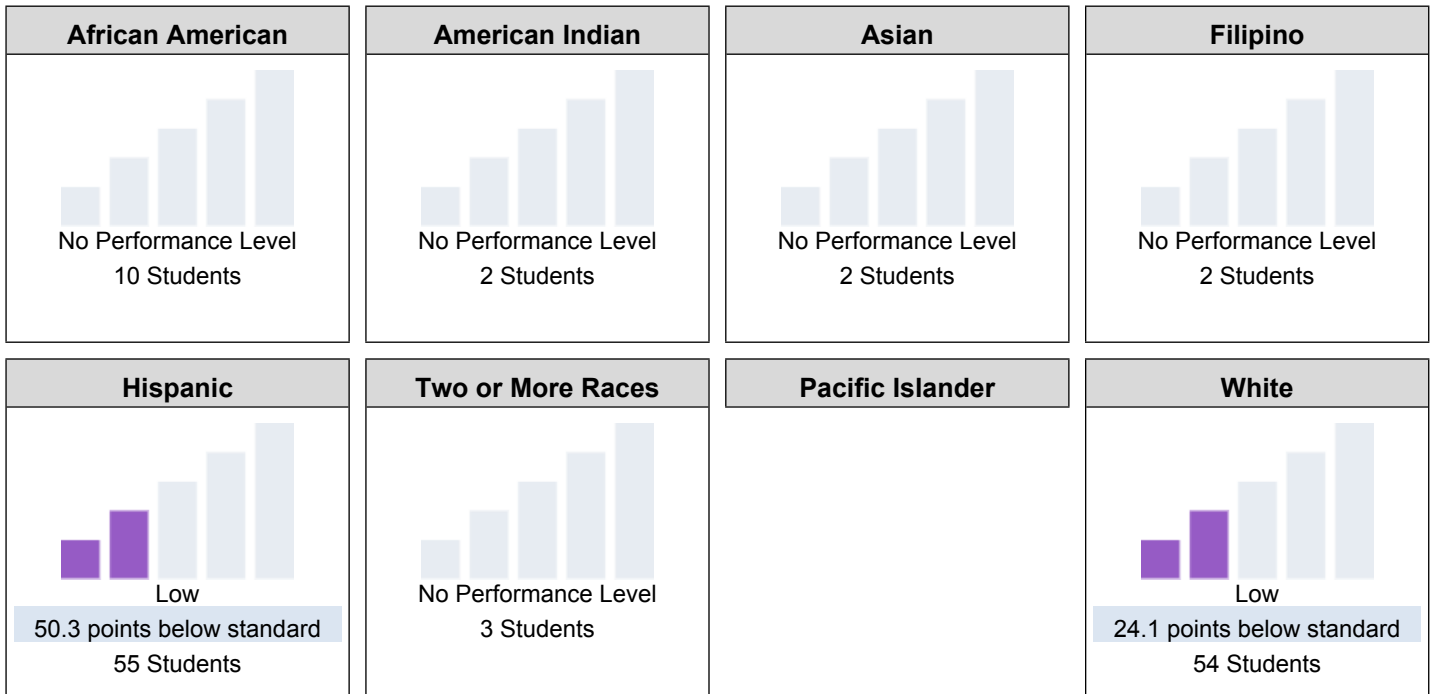 African American
No Performance Level
10 Students
American Indian
No Performance Level
2 Students
Asian
No Performance Level
2 Students
Filipino
No Performance Level
2 Students
Hispanic
Low
50.3 points below standard
55 Students
Two or More Races
No Performance Level
3 Students
Pacific Islander
White
Low
24.1 points below standard
54 Students